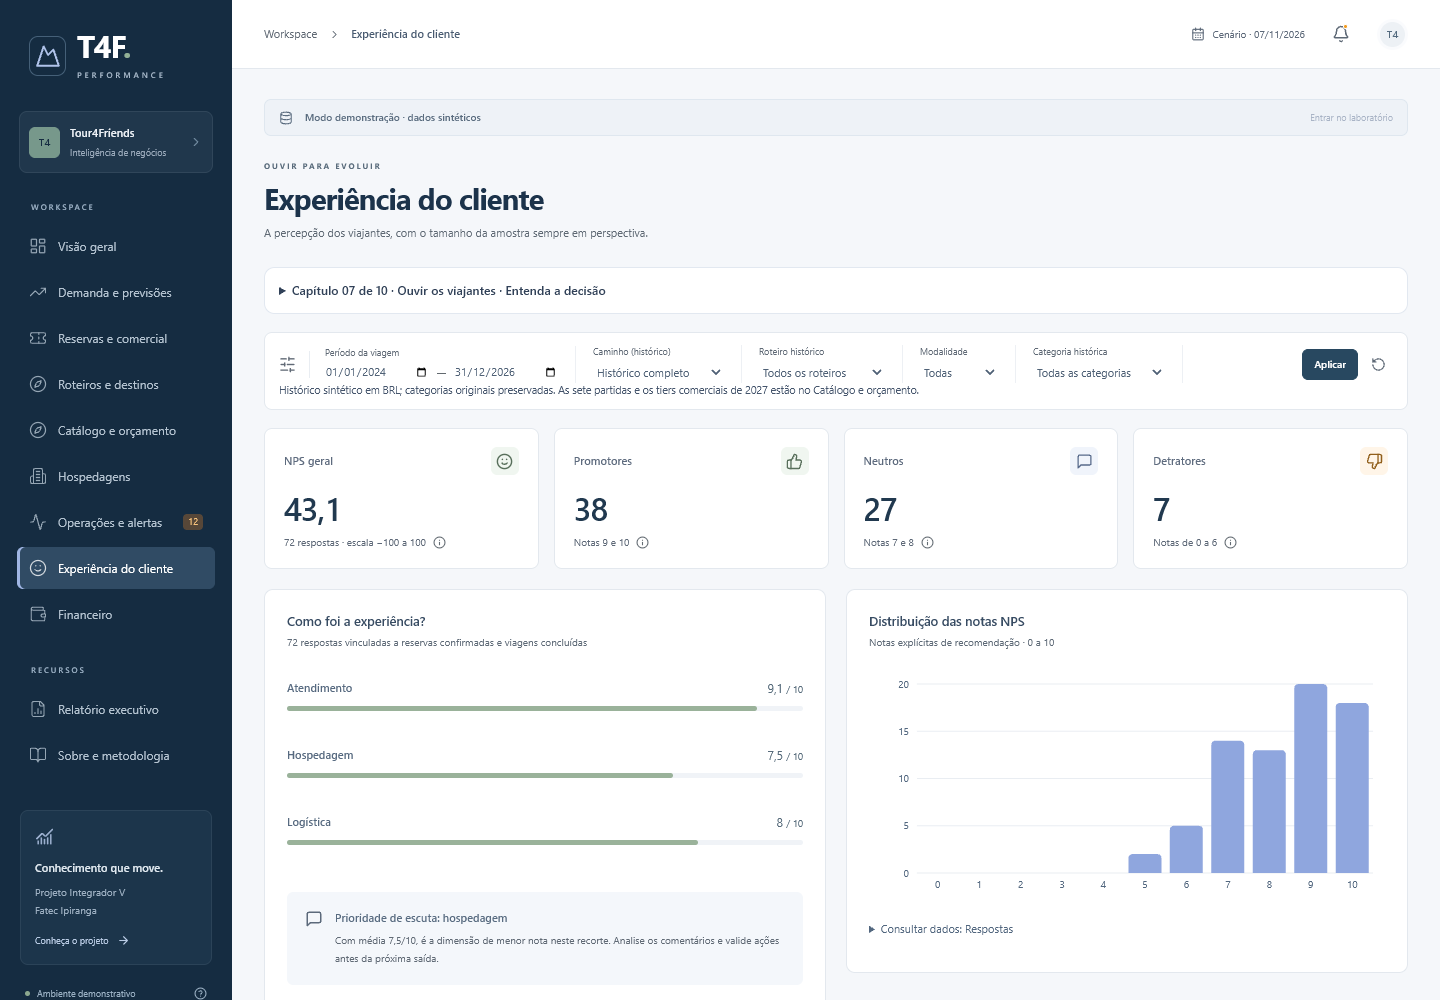 T4F.
PERFORMANCE
T4
Tour4Friends
Inteligência de negócios
WORKSPACE
Visão geral
Demanda e previsões
Reservas e comercial
Roteiros e destinos
Catálogo e orçamento
Hospedagens
Operações e alertas
12
Experiência do cliente
Financeiro
RECURSOS
Relatório executivo
Sobre e metodologia
Conhecimento que move.
Projeto Integrador V
Fatec Ipiranga
Conheça o projeto
Ambiente demonstrativo
Workspace
Experiência do cliente
Cenário · 07/11/2026
T4
Modo demonstração · dados sintéticos
Entrar no laboratório
OUVIR PARA EVOLUIR
Experiência do cliente
A percepção dos viajantes, com o tamanho da amostra sempre em perspectiva.
Capítulo 07 de 10 · Ouvir os viajantes · Entenda a decisão
Período da viagem
01/01/2024 — 31/12/2026
Caminho (histórico)
Histórico completo
Roteiro histórico
Todos os roteiros
Modalidade
Todas
Categoria histórica
Todas as categorias
Aplicar
Histórico sintético em BRL; categorias originais preservadas. As sete partidas e os tiers comerciais de 2027 estão no Catálogo e orçamento.
NPS geral
43,1
72 respostas · escala −100 a 100
Promotores
38
Notas 9 e 10
Neutros
27
Notas 7 e 8
Detratores
7
Notas de 0 a 6
Como foi a experiência?
72 respostas vinculadas a reservas confirmadas e viagens concluídas
Atendimento
9,1 / 10
Hospedagem
7,5 / 10
Logística
8 / 10
Prioridade de escuta: hospedagem
Com média 7,5/10, é a dimensão de menor nota neste recorte. Analise os comentários e valide ações
antes da próxima saída.
Distribuição das notas NPS
Notas explícitas de recomendação · 0 a 10
20
15
10
5
0
0 1 2 3 4 5 6 7 8 9 10
Consultar dados: Respostas